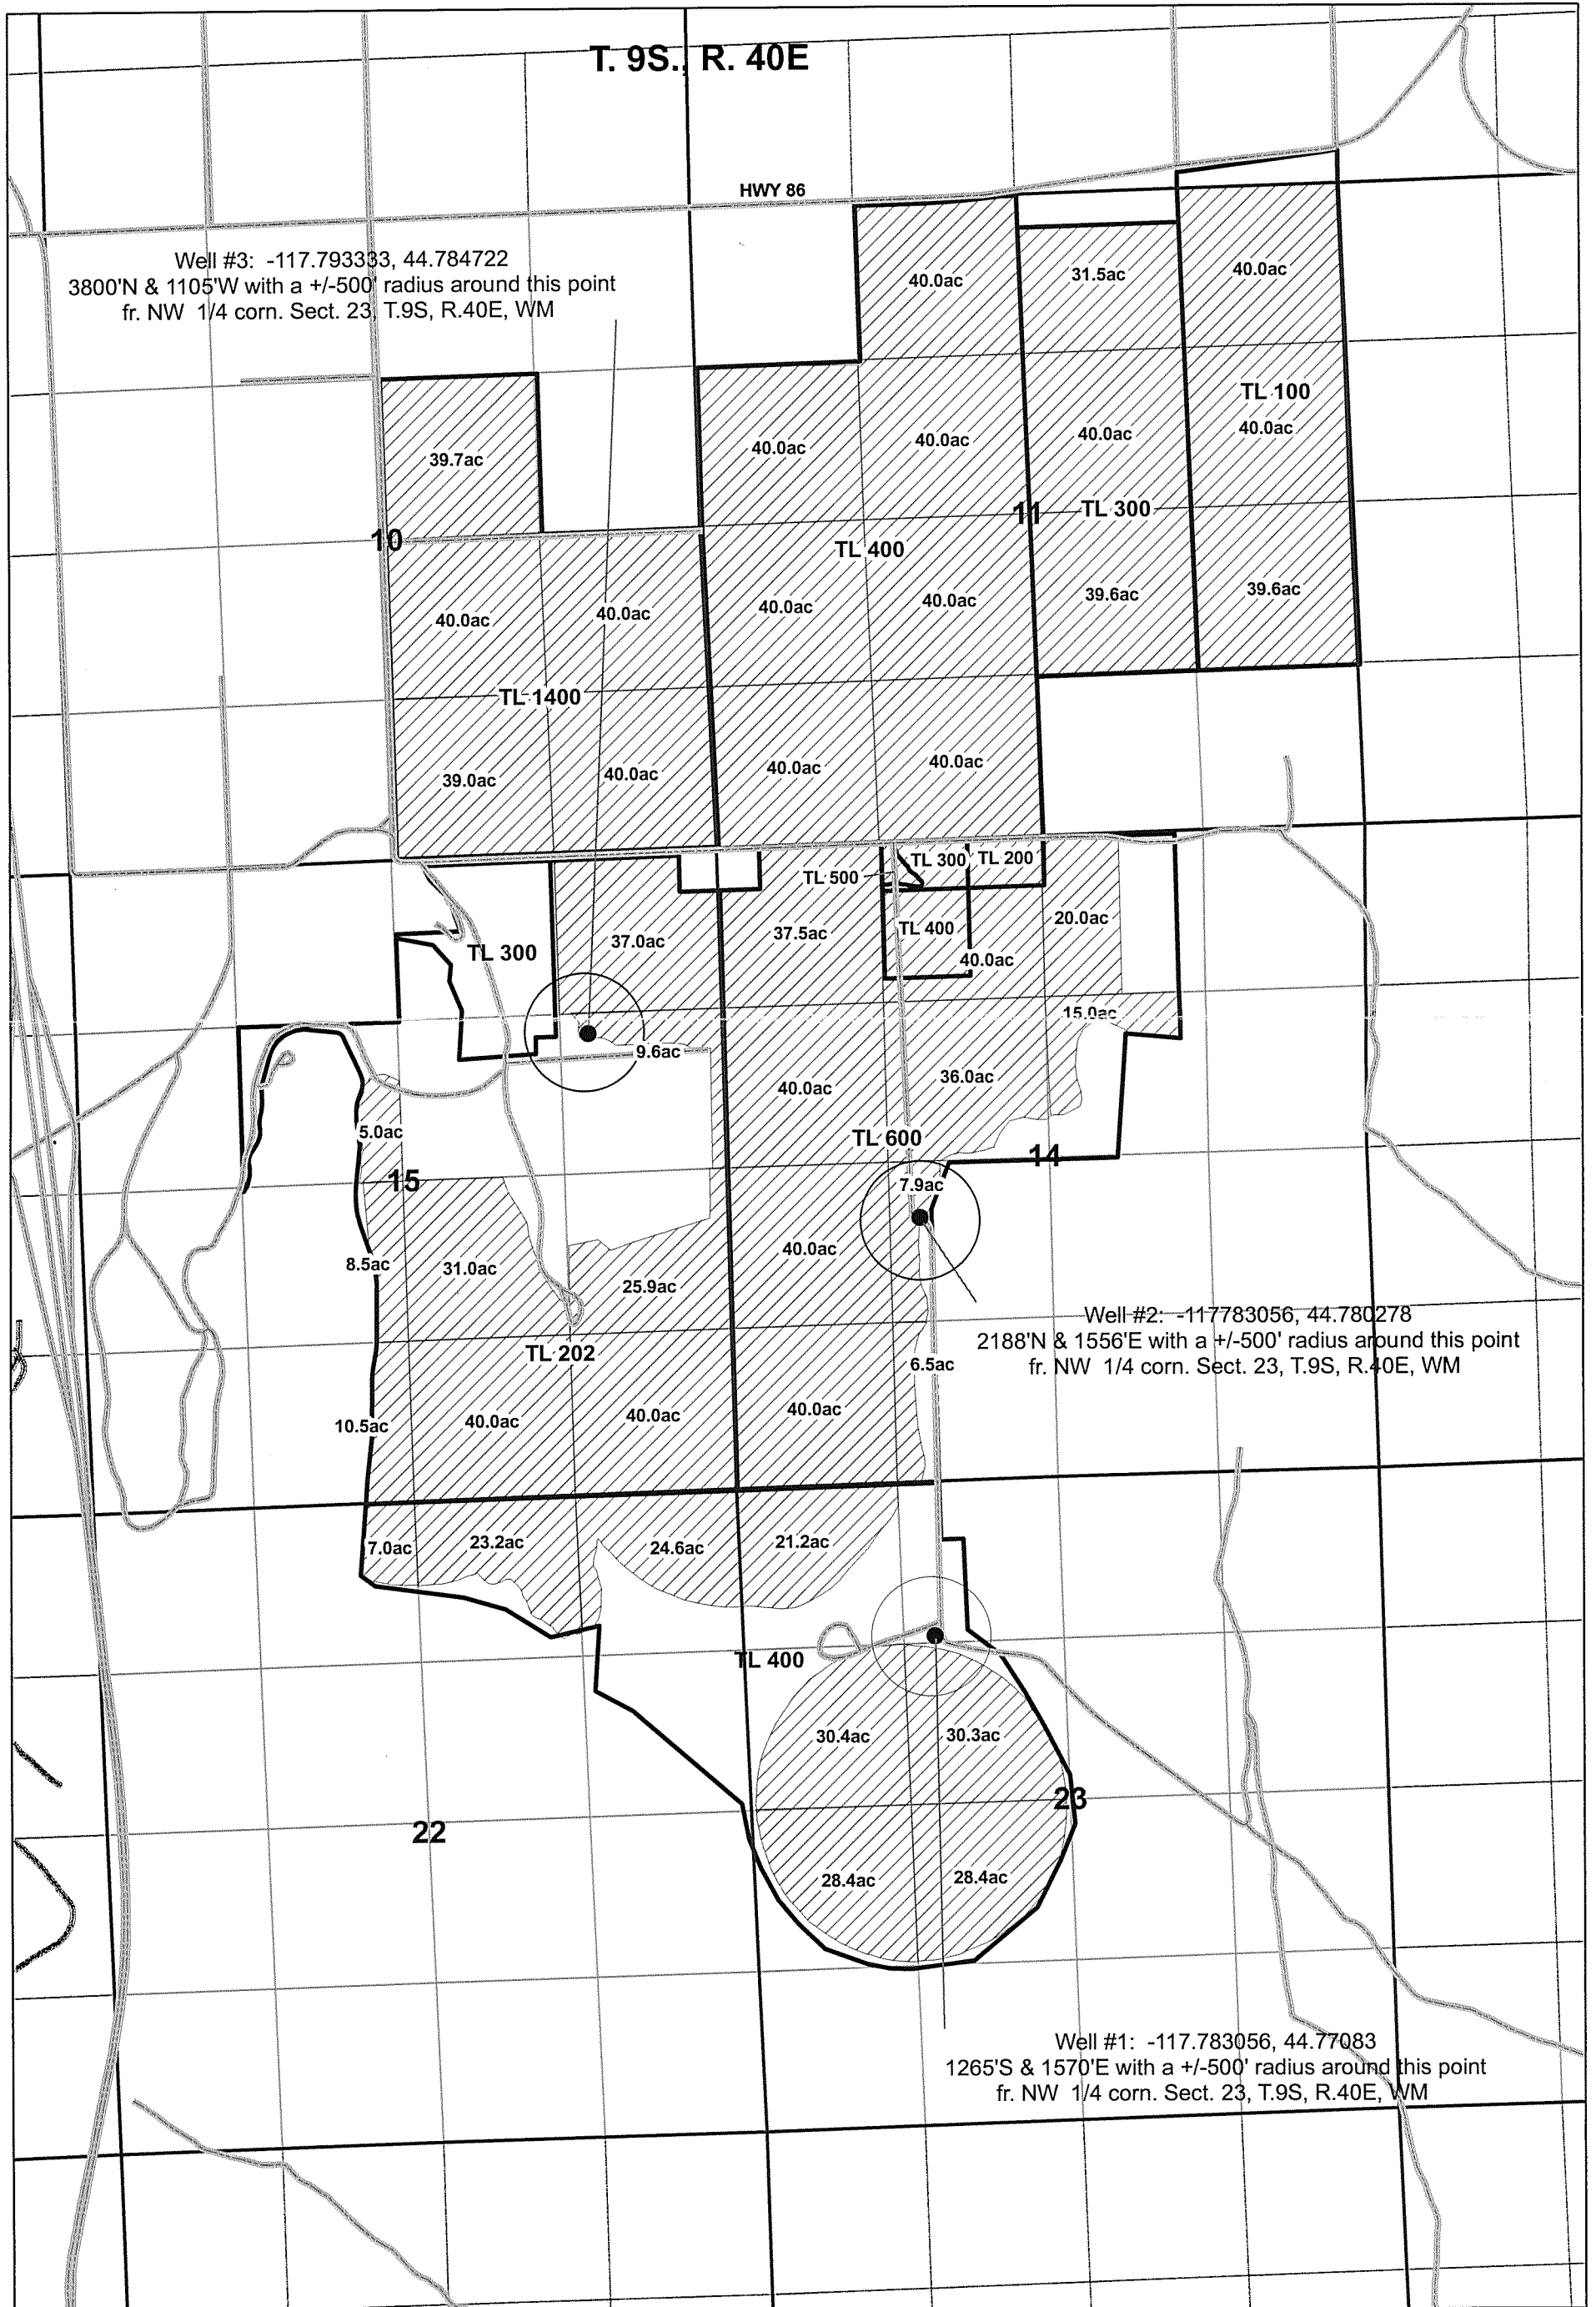 T. 9S., R. 40E
HWY 86
Well #3: -117.793333, 44.784722
3800'N & 1105'W with a +/-500' radius around this point
fr. NW 1/4 corn. Sect. 23, T.9S, R.40E, WM
40.0ac
31.5ac
40.0ac
TL 100
39.7ac
40.0ac
40.0ac
40.0ac
40.0ac
10
11
TL 300
TL 400
40.0ac
40.0ac
40.0ac
40.0ac
39.6ac
39.6ac
TL 1400
39.0ac
40.0ac
40.0ac
40.0ac
TL 300
TL 200
TL 500
TL 300
37.0ac
37.5ac
TL 400
20.0ac
40.0ac
15.0ac
9.6ac
40.0ac
36.0ac
5.0ac
TL 600
14
15
7.9ac
8.5ac
31.0ac
25.9ac
40.0ac
Well #2: -117783056, 44.780278
2188'N & 1556'E with a +/-500' radius around this point
fr. NW 1/4 corn. Sect. 23, T.9S, R.40E, WM
TL 202
6.5ac
10.5ac
40.0ac
40.0ac
40.0ac
7.0ac
23.2ac
24.6ac
21.2ac
TL 400
30.4ac
30.3ac
22
23
28.4ac
28.4ac
Well #1: -117.783056, 44.77083
1265'S & 1570'E with a +/-500' radius around this point
fr. NW 1/4 corn. Sect. 23, T.9S, R.40E, WM